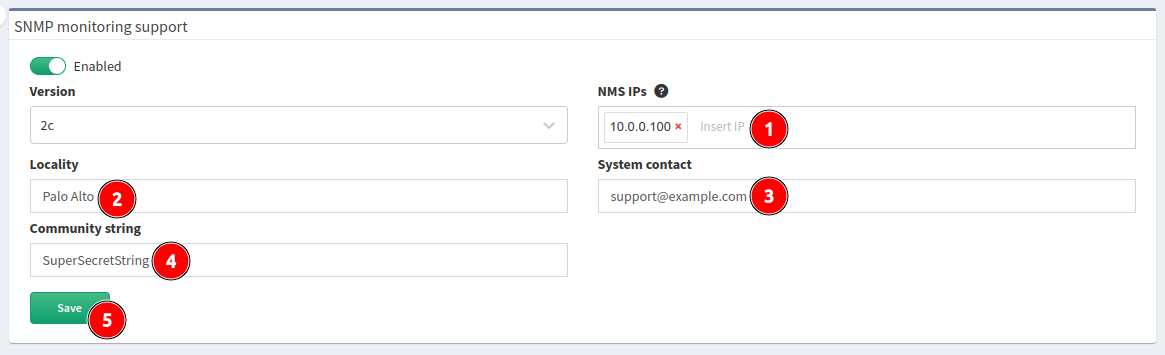 SNMP monitoring support
Enabled
Version
NMS IPs ?
2c
10.0.0.100 × Insert IP 1
Locality
System contact
Palo Alto 2
support@example.com 3
Community string
SuperSecretString 4
Save 5